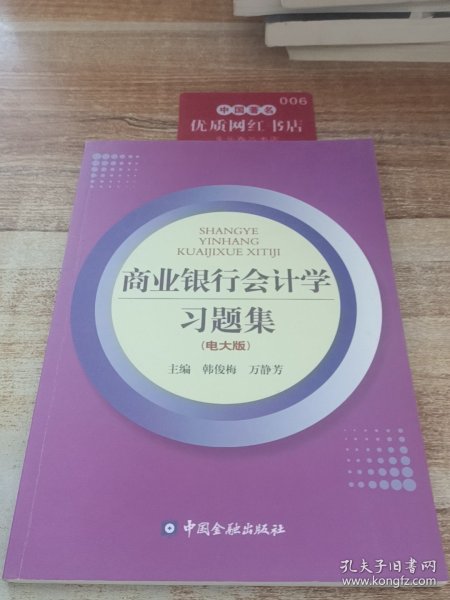 006
中国著名
优质网红书店
SHANGYE
YINHANG
KUAIJIXUE XITIJI
商业银行会计学
习题集
(电大版)
主编 韩俊梅 万静芳
中国金融出版社
孔夫子旧书网
www.kongfz.com